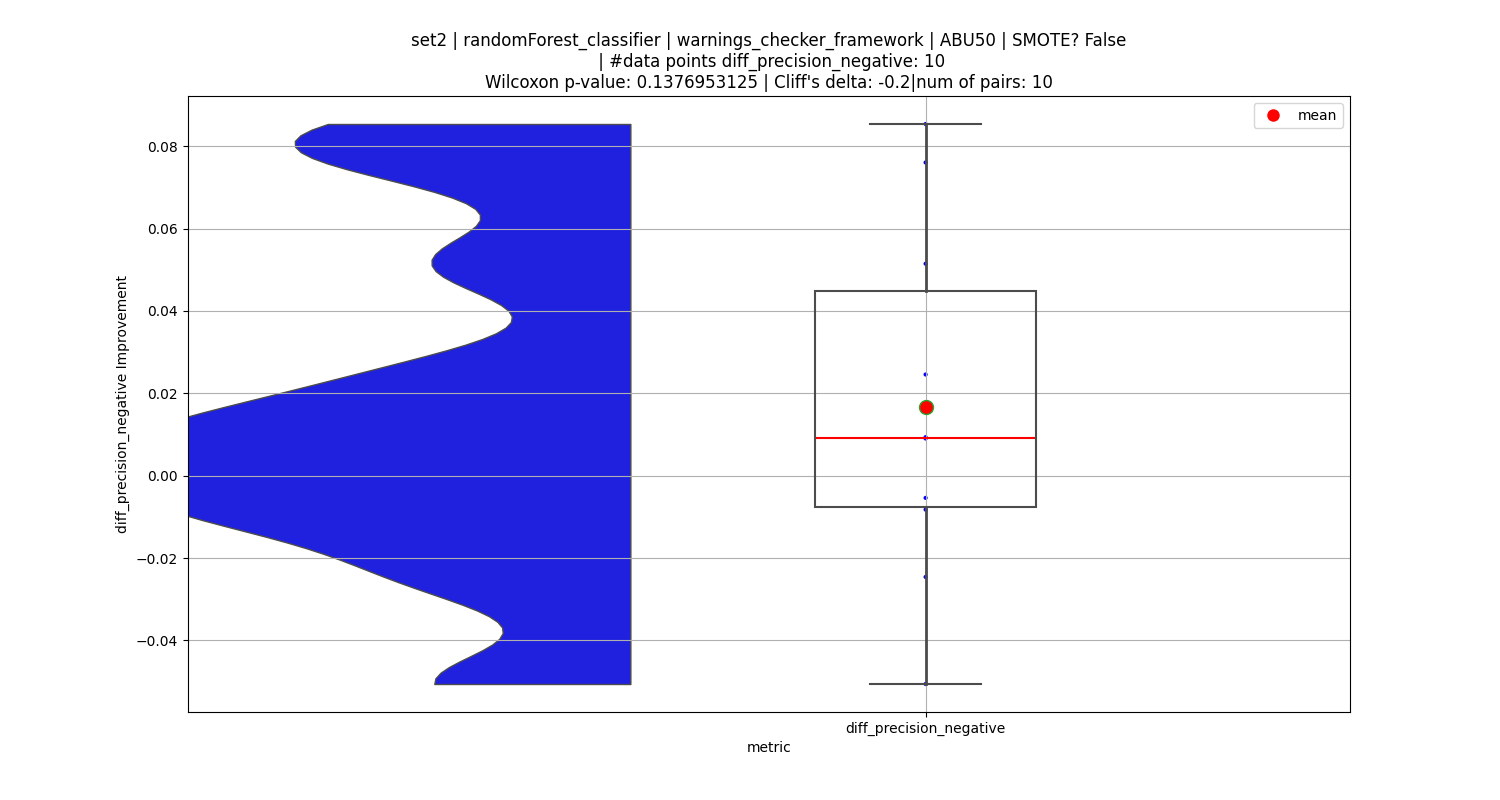 set2 | randomForest_classifier | warnings_checker_framework | ABU50 | SMOTE? False
| #data points diff_precision_negative: 10
Wilcoxon p-value: 0.1376953125 | Cliff's delta: -0.2|num of pairs: 10
mean
0.08
0.06
0.04
0.02
0.00
−0.02
−0.04
diff_precision_negative Improvement
diff_precision_negative
metric